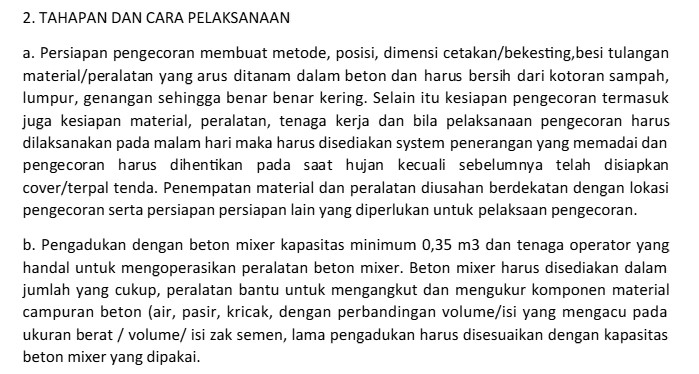 2. TAHAPAN DAN CARA PELAKSANAAN
a. Persiapan pengecoran membuat metode, posisi, dimensi cetakan/bekesting,besi tulangan
material/peralatan yang arus ditanam dalam beton dan harus bersih dari kotoran sampah,
lumpur, genangan sehingga benar benar kering. Selain itu kesiapan pengecoran termasuk
juga kesiapan material, peralatan, tenaga kerja dan bila pelaksanaan pengecoran harus
dilaksanakan pada malam hari maka harus disediakan system penerangan yang memadai dan
pengecoran harus dihentikan pada saat hujan kecuali sebelumnya telah disiapkan
cover/terpal tenda. Penempatan material dan peralatan diusahan berdekatan dengan lokasi
pengecoran serta persiapan persiapan lain yang diperlukan untuk pelaksaan pengecoran.
b. Pengadukan dengan beton mixer kapasitas minimum 0,35 m3 dan tenaga operator yang
handal untuk mengoperasikan peralatan beton mixer. Beton mixer harus disediakan dalam
jumlah yang cukup, peralatan bantu untuk mengangkut dan mengukur komponen material
campuran beton (air, pasir, kricak, dengan perbandingan volume/isi yang mengacu pada
ukuran berat / volume/ isi zak semen, lama pengadukan harus disesuaikan dengan kapasitas
beton mixer yang dipakai.